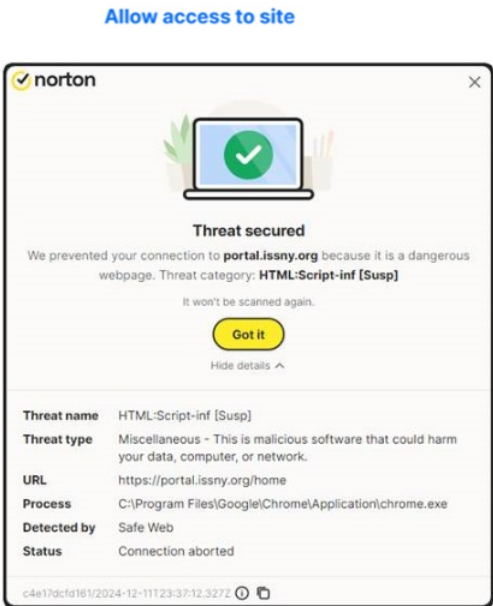 Allow access to site
norton
Threat secured
We prevented your connection to portal.issny.org because it is a dangerous
webpage. Threat category: HTML:Script-inf [Susp]
It won't be scanned again.
Got it
Hide details
Threat name HTML:Script-inf [Susp]
Threat type Miscellaneous - This is malicious software that could harm
your data, computer, or network.
URL https://portal.issny.org/home
Process C:\Program Files\Google\Chrome\Application\chrome.exe
Detected by Safe Web
Status Connection aborted
c4e17dcfd161/2024-12-11T23:37:12.327Z